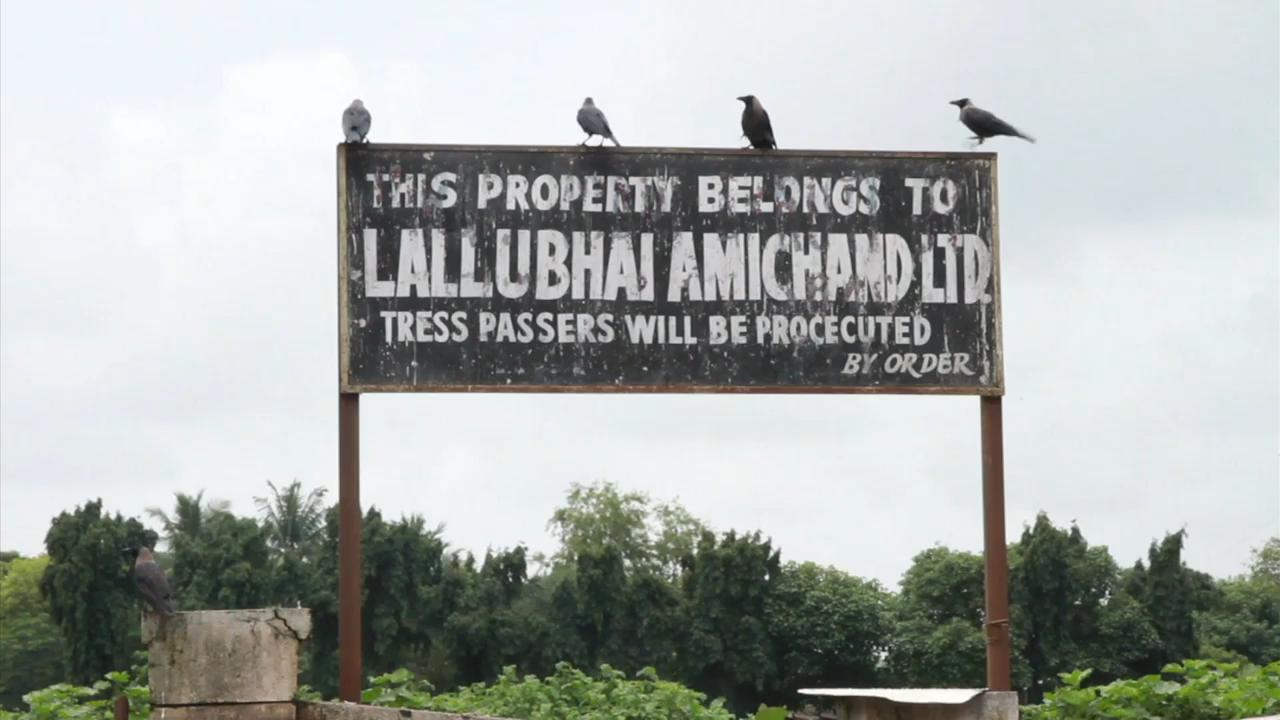 THIS PROPERTY BELONGS TO
LALLUBHAI AMICHAND LTD.
TRESS PASSERS WILL BE PROCECUTED
BY ORDER